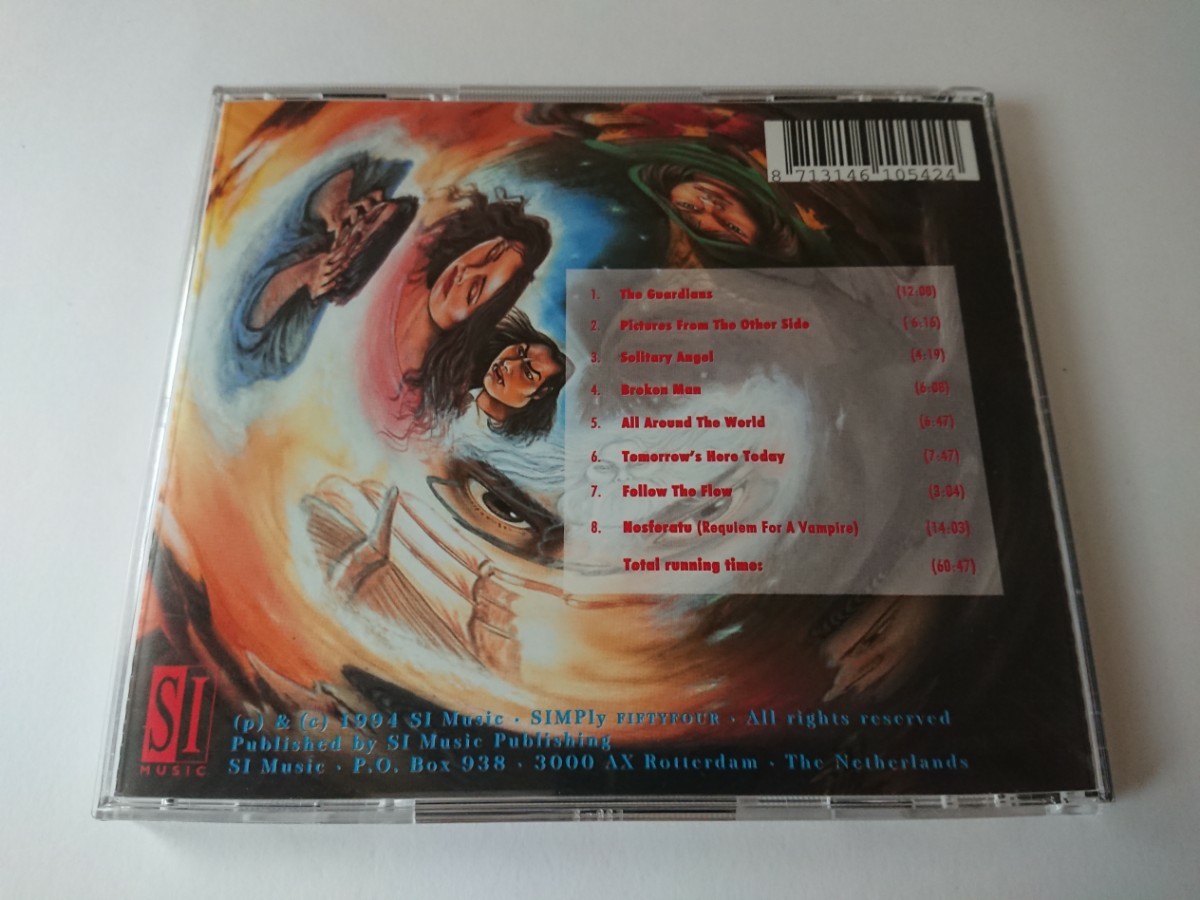 8 713146 105424
1. The Guardians (12:08)
2. Pictures From The Other Side (6:16)
3. Solitary Angel (4:19)
4. Broken Man (6:08)
5. All Around The World (6:47)
6. Tomorrow's Here Today (7:47)
7. Follow The Flow (3:04)
8. Nosferatu (Requiem For A Vampire) (14:03)
Total running time: (60:47)
SI
MUSIC
(p) & (c) 1994 SI Music · SIMPly FIFTYFOUR · All rights reserved
Published by SI Music Publishing
SI Music · P.O. Box 938 · 3000 AX Rotterdam · The Netherlands